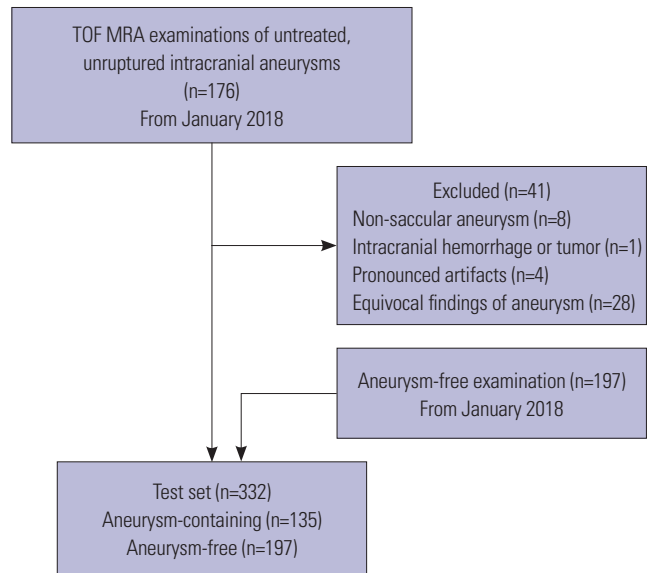 TOF MRA examinations of untreated,
unruptured intracranial aneurysms
(n=176)
From January 2018
Excluded (n=41)
Non-saccular aneurysm (n=8)
Intracranial hemorrhage or tumor (n=1)
Pronounced artifacts (n=4)
Equivocal findings of aneurysm (n=28)
Aneurysm-free examination (n=197)
From January 2018
Test set (n=332)
Aneurysm-containing (n=135)
Aneurysm-free (n=197)